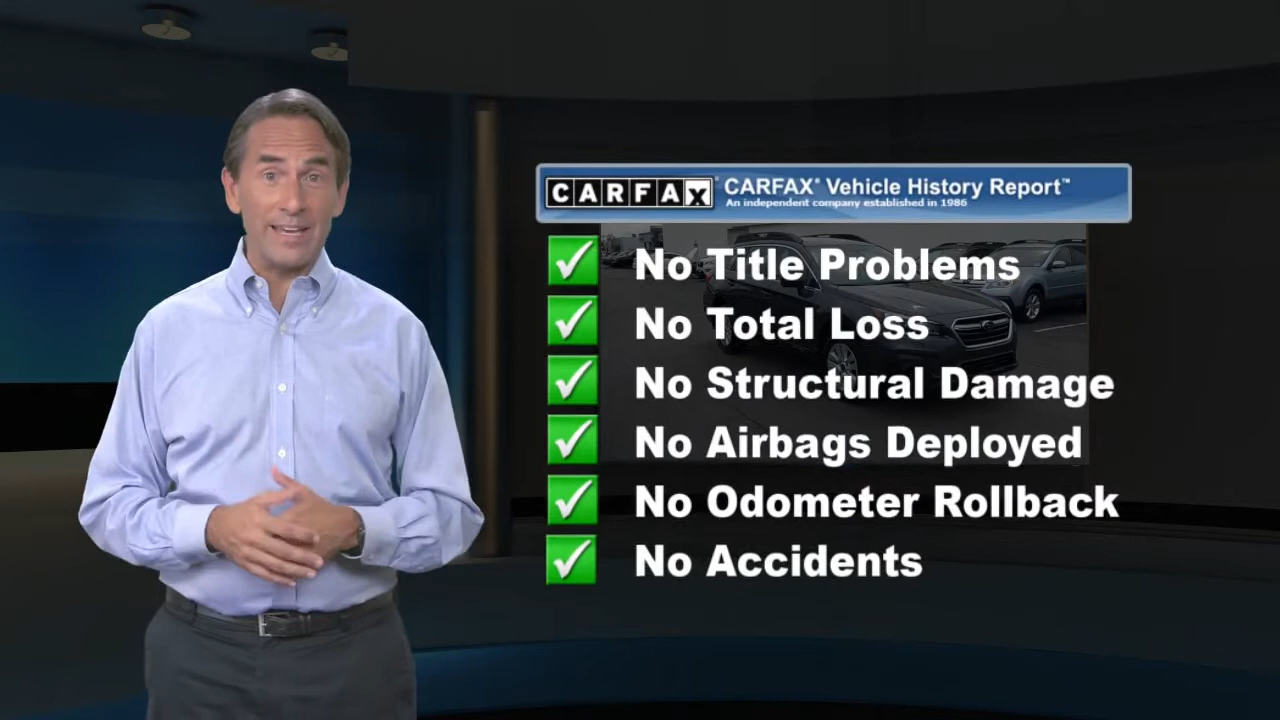 CARFAX® CARFAX® Vehicle History Report™
An independent company established in 1986
No Title Problems
No Total Loss
No Structural Damage
No Airbags Deployed
No Odometer Rollback
No Accidents